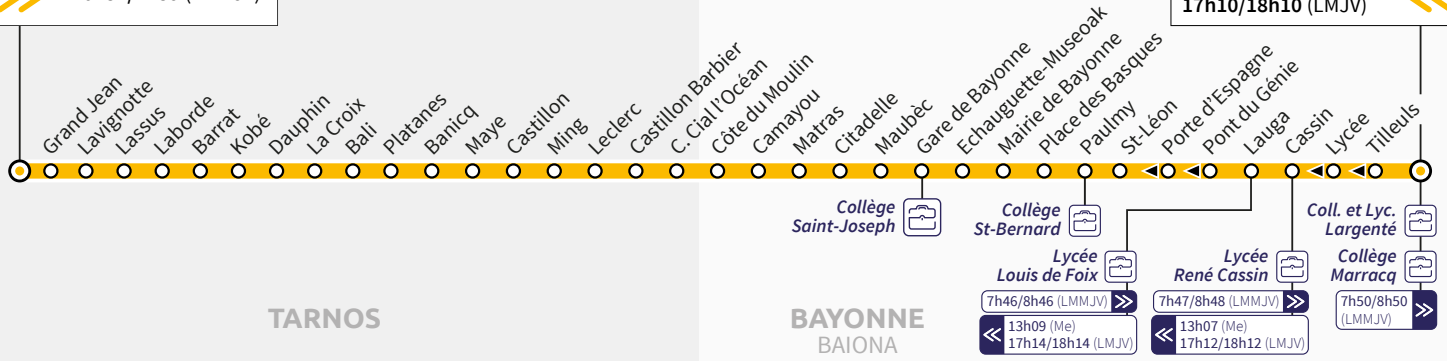 17h10/18h10 (LMJV)
Grand Jean
Lavignotte
Lassus
Laborde
Barrat
Kobé
Dauphin
La Croix
Bali
Platanes
Banicq
Maye
Castillon
Ming
Leclerc
Castillon Barbier
C. Cial l'Océan
Côte du Moulin
Camayou
Matras
Citadelle
Maubèc
Gare de Bayonne
Echauguette-Museoak
Mairie de Bayonne
Place des Basques
Paulmy
St-Léon
Porte d'Espagne
Pont du Génie
Lauga
Cassin
Lycée
Tilleuls
Collège
Saint-Joseph
Collège
St-Bernard
Coll. et Lyc.
Largenté
Lycée
Louis de Foix
Lycée
René Cassin
Collège
Marracq
7h46/8h46 (LMMJV)
13h09 (Me)
17h14/18h14 (LMJV)
7h47/8h48 (LMMJV)
13h07 (Me)
17h12/18h12 (LMJV)
7h50/8h50
(LMMJV)
TARNOS
BAYONNE
BAIONA